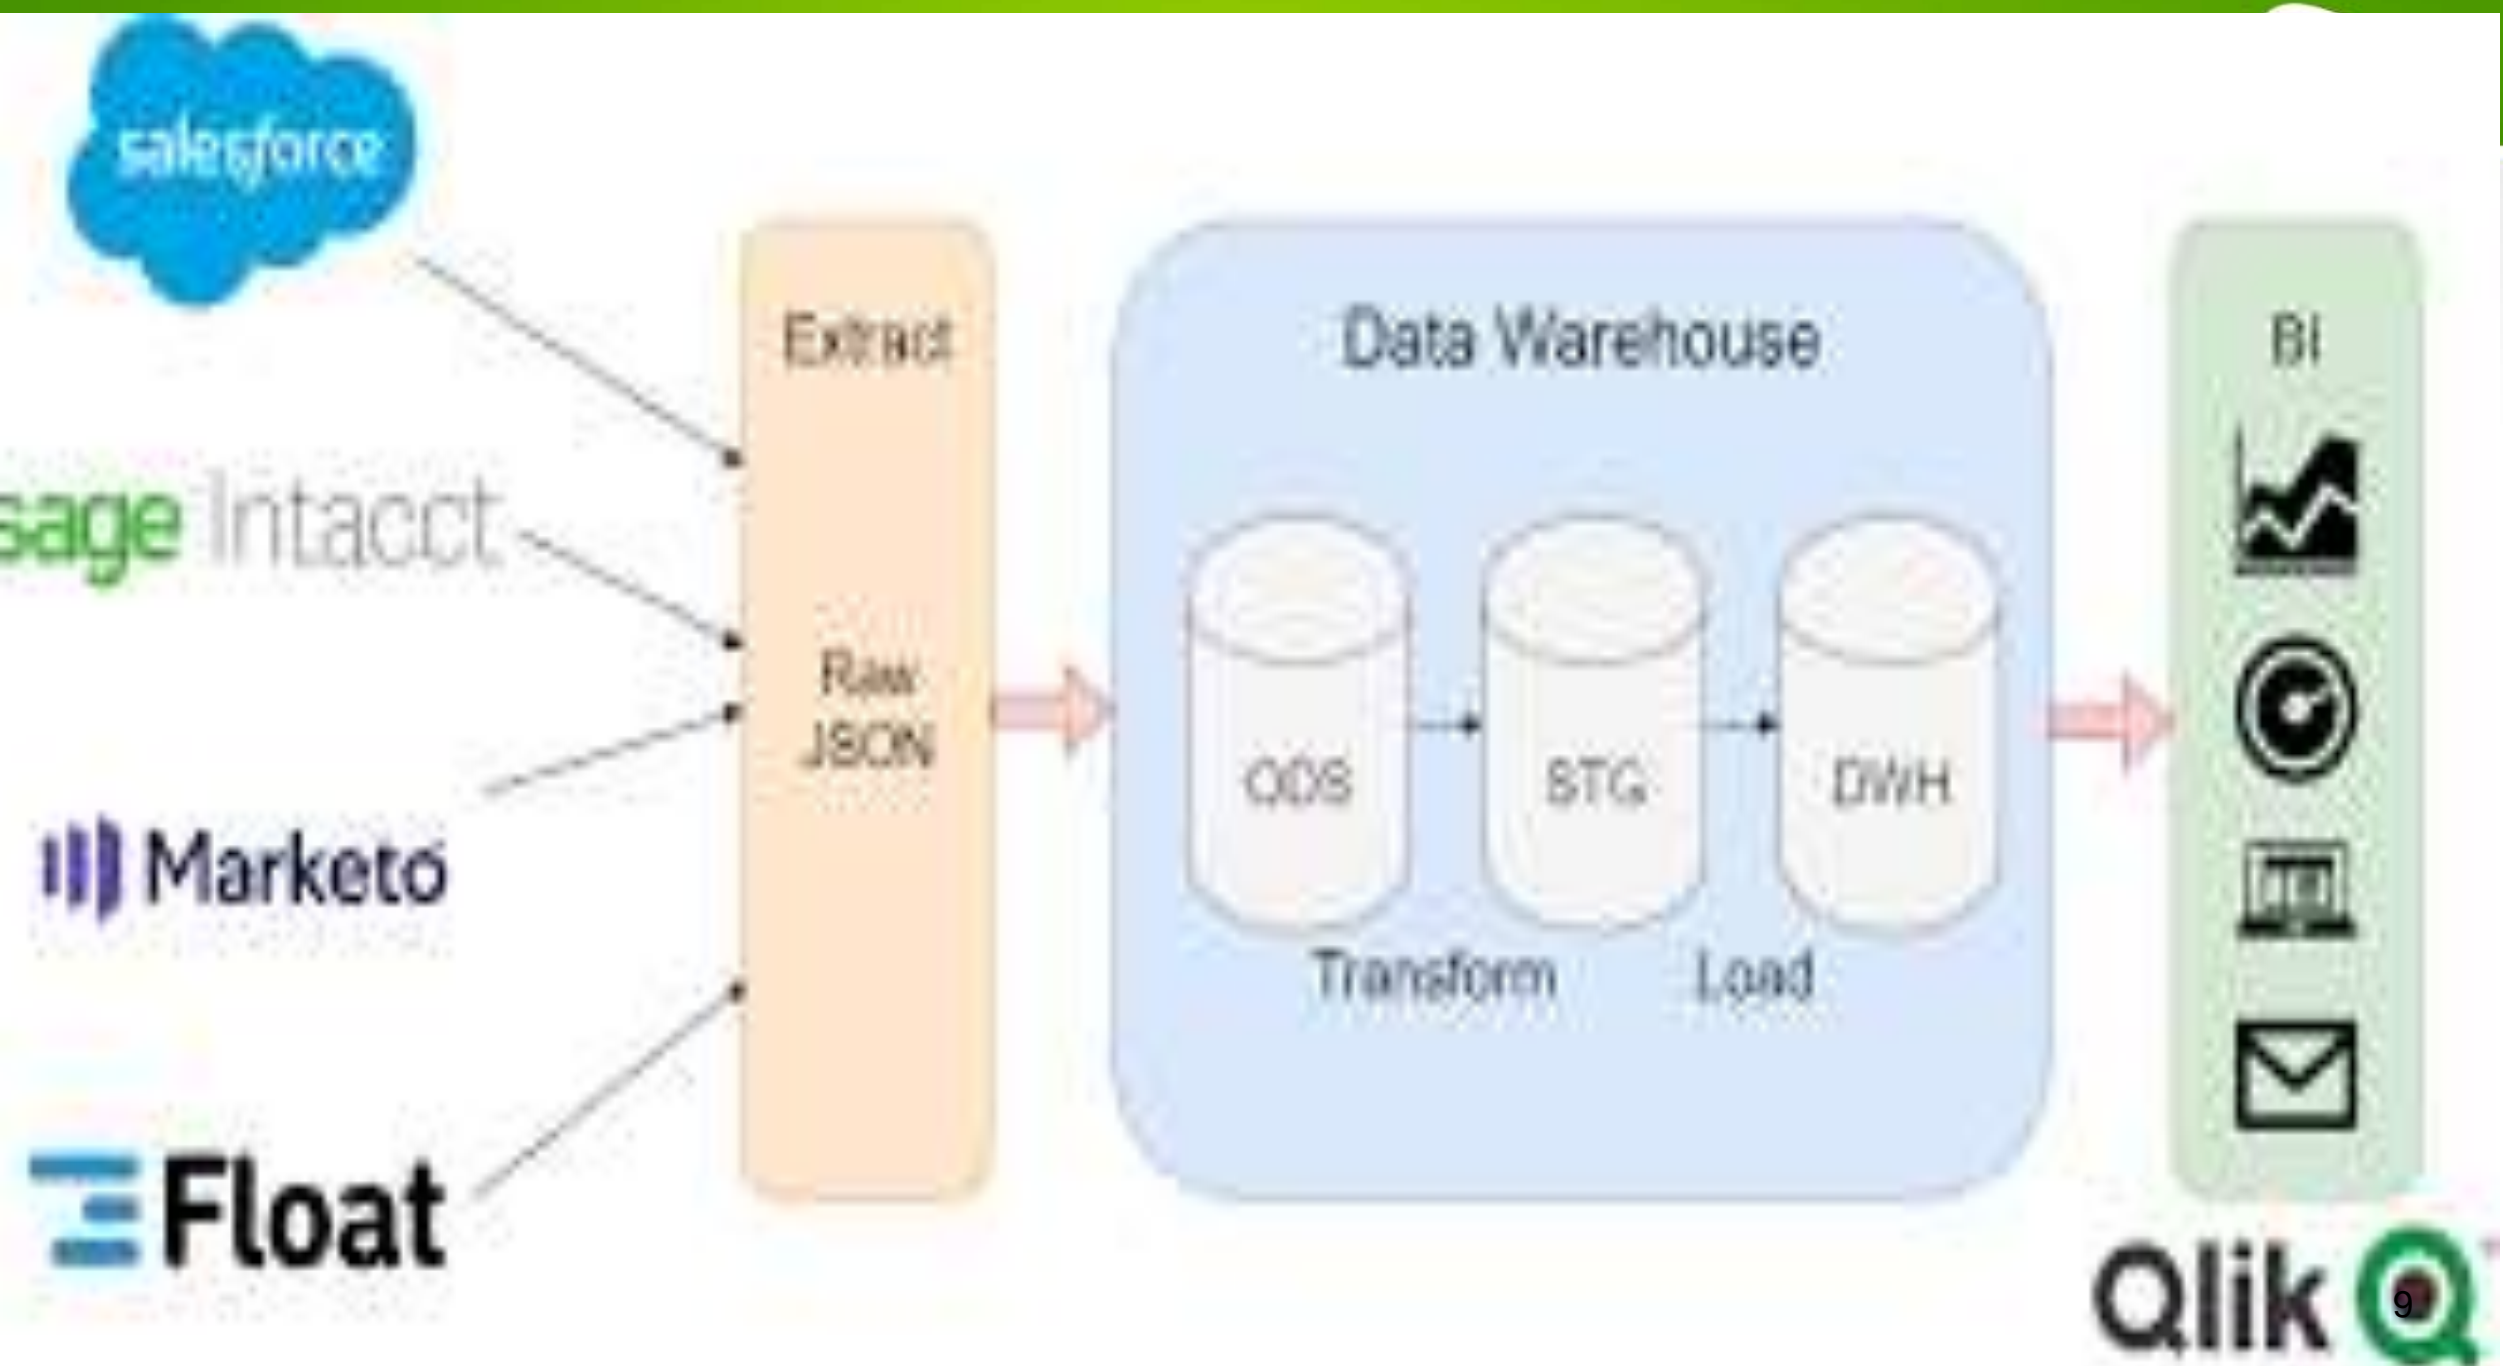 salesforce
sage Intacct
Marketo
Float
Extract
Raw
JSON
Data Warehouse
ODS
STG
DWH
Transform
Load
BI
Qlik
9